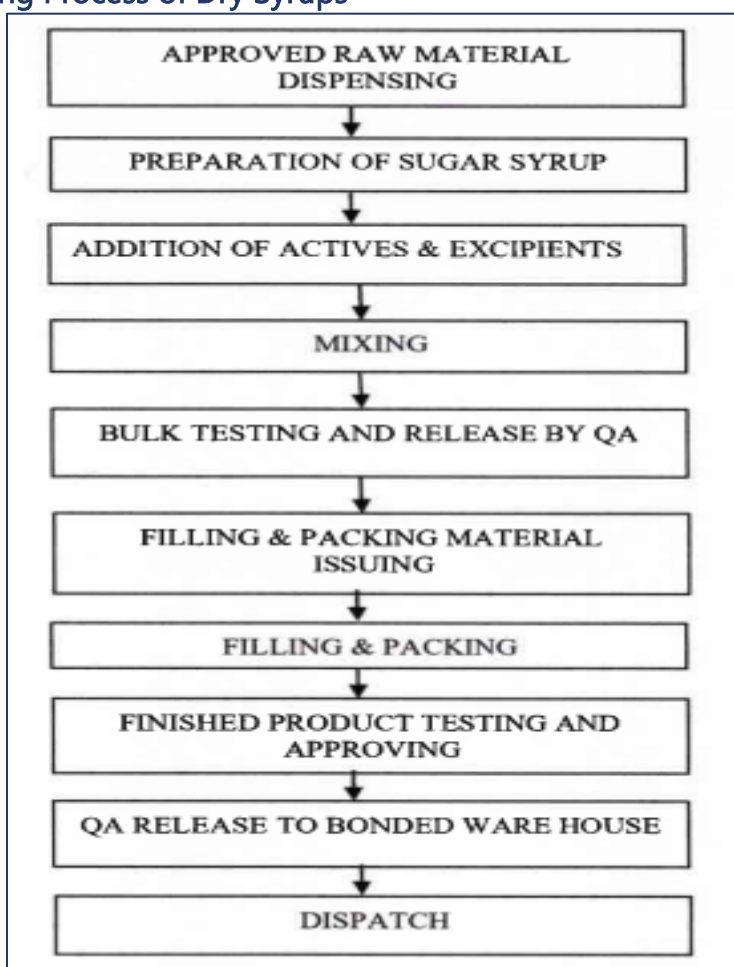 ng Process of Dry Syrups
APPROVED RAW MATERIAL
DISPENSING
PREPARATION OF SUGAR SYRUP
ADDITION OF ACTIVES & EXCIPIENTS
MIXING
BULK TESTING AND RELEASE BY QA
FILLING & PACKING MATERIAL
ISSUING
FILLING & PACKING
FINISHED PRODUCT TESTING AND
APPROVING
QA RELEASE TO BONDED WARE HOUSE
DISPATCH